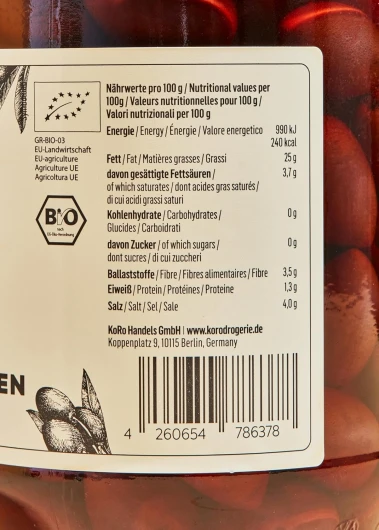 Nährwerte pro 100 g / Nutritional values per
100g / Valeurs nutritionnelles pour 100 g /
Valori nutrizionali per 100 g
Energie / Energy / Énergie / Valore energetico 990 kJ
240 kcal
Fett / Fat / Matières grasses / Grassi 25 g
davon gesättigte Fettsäuren / 3,7 g
of which saturates / dont acides gras saturés /
di cui acidi grassi saturi
Kohlenhydrate / Carbohydrates / 0 g
Glucides / Carboidrati
davon Zucker / of which sugars / 0 g
dont sucres / di cui zuccheri
Ballaststoffe / Fibre / Fibres alimentaires / Fibre 3,5 g
Eiweiß / Protein / Protéines / Proteine 1,3 g
Salz / Salt / Sel / Sale 4,0 g
KoRo Handels GmbH | www.korodrogerie.de
Koppenplatz 9, 10115 Berlin, Germany
GR-BIO-03
EU-Landwirtschaft
EU-agriculture
Agriculture UE
Agricoltura UE
BIO
nach
EG-Öko-Verordnung
EN
4 260654 786378